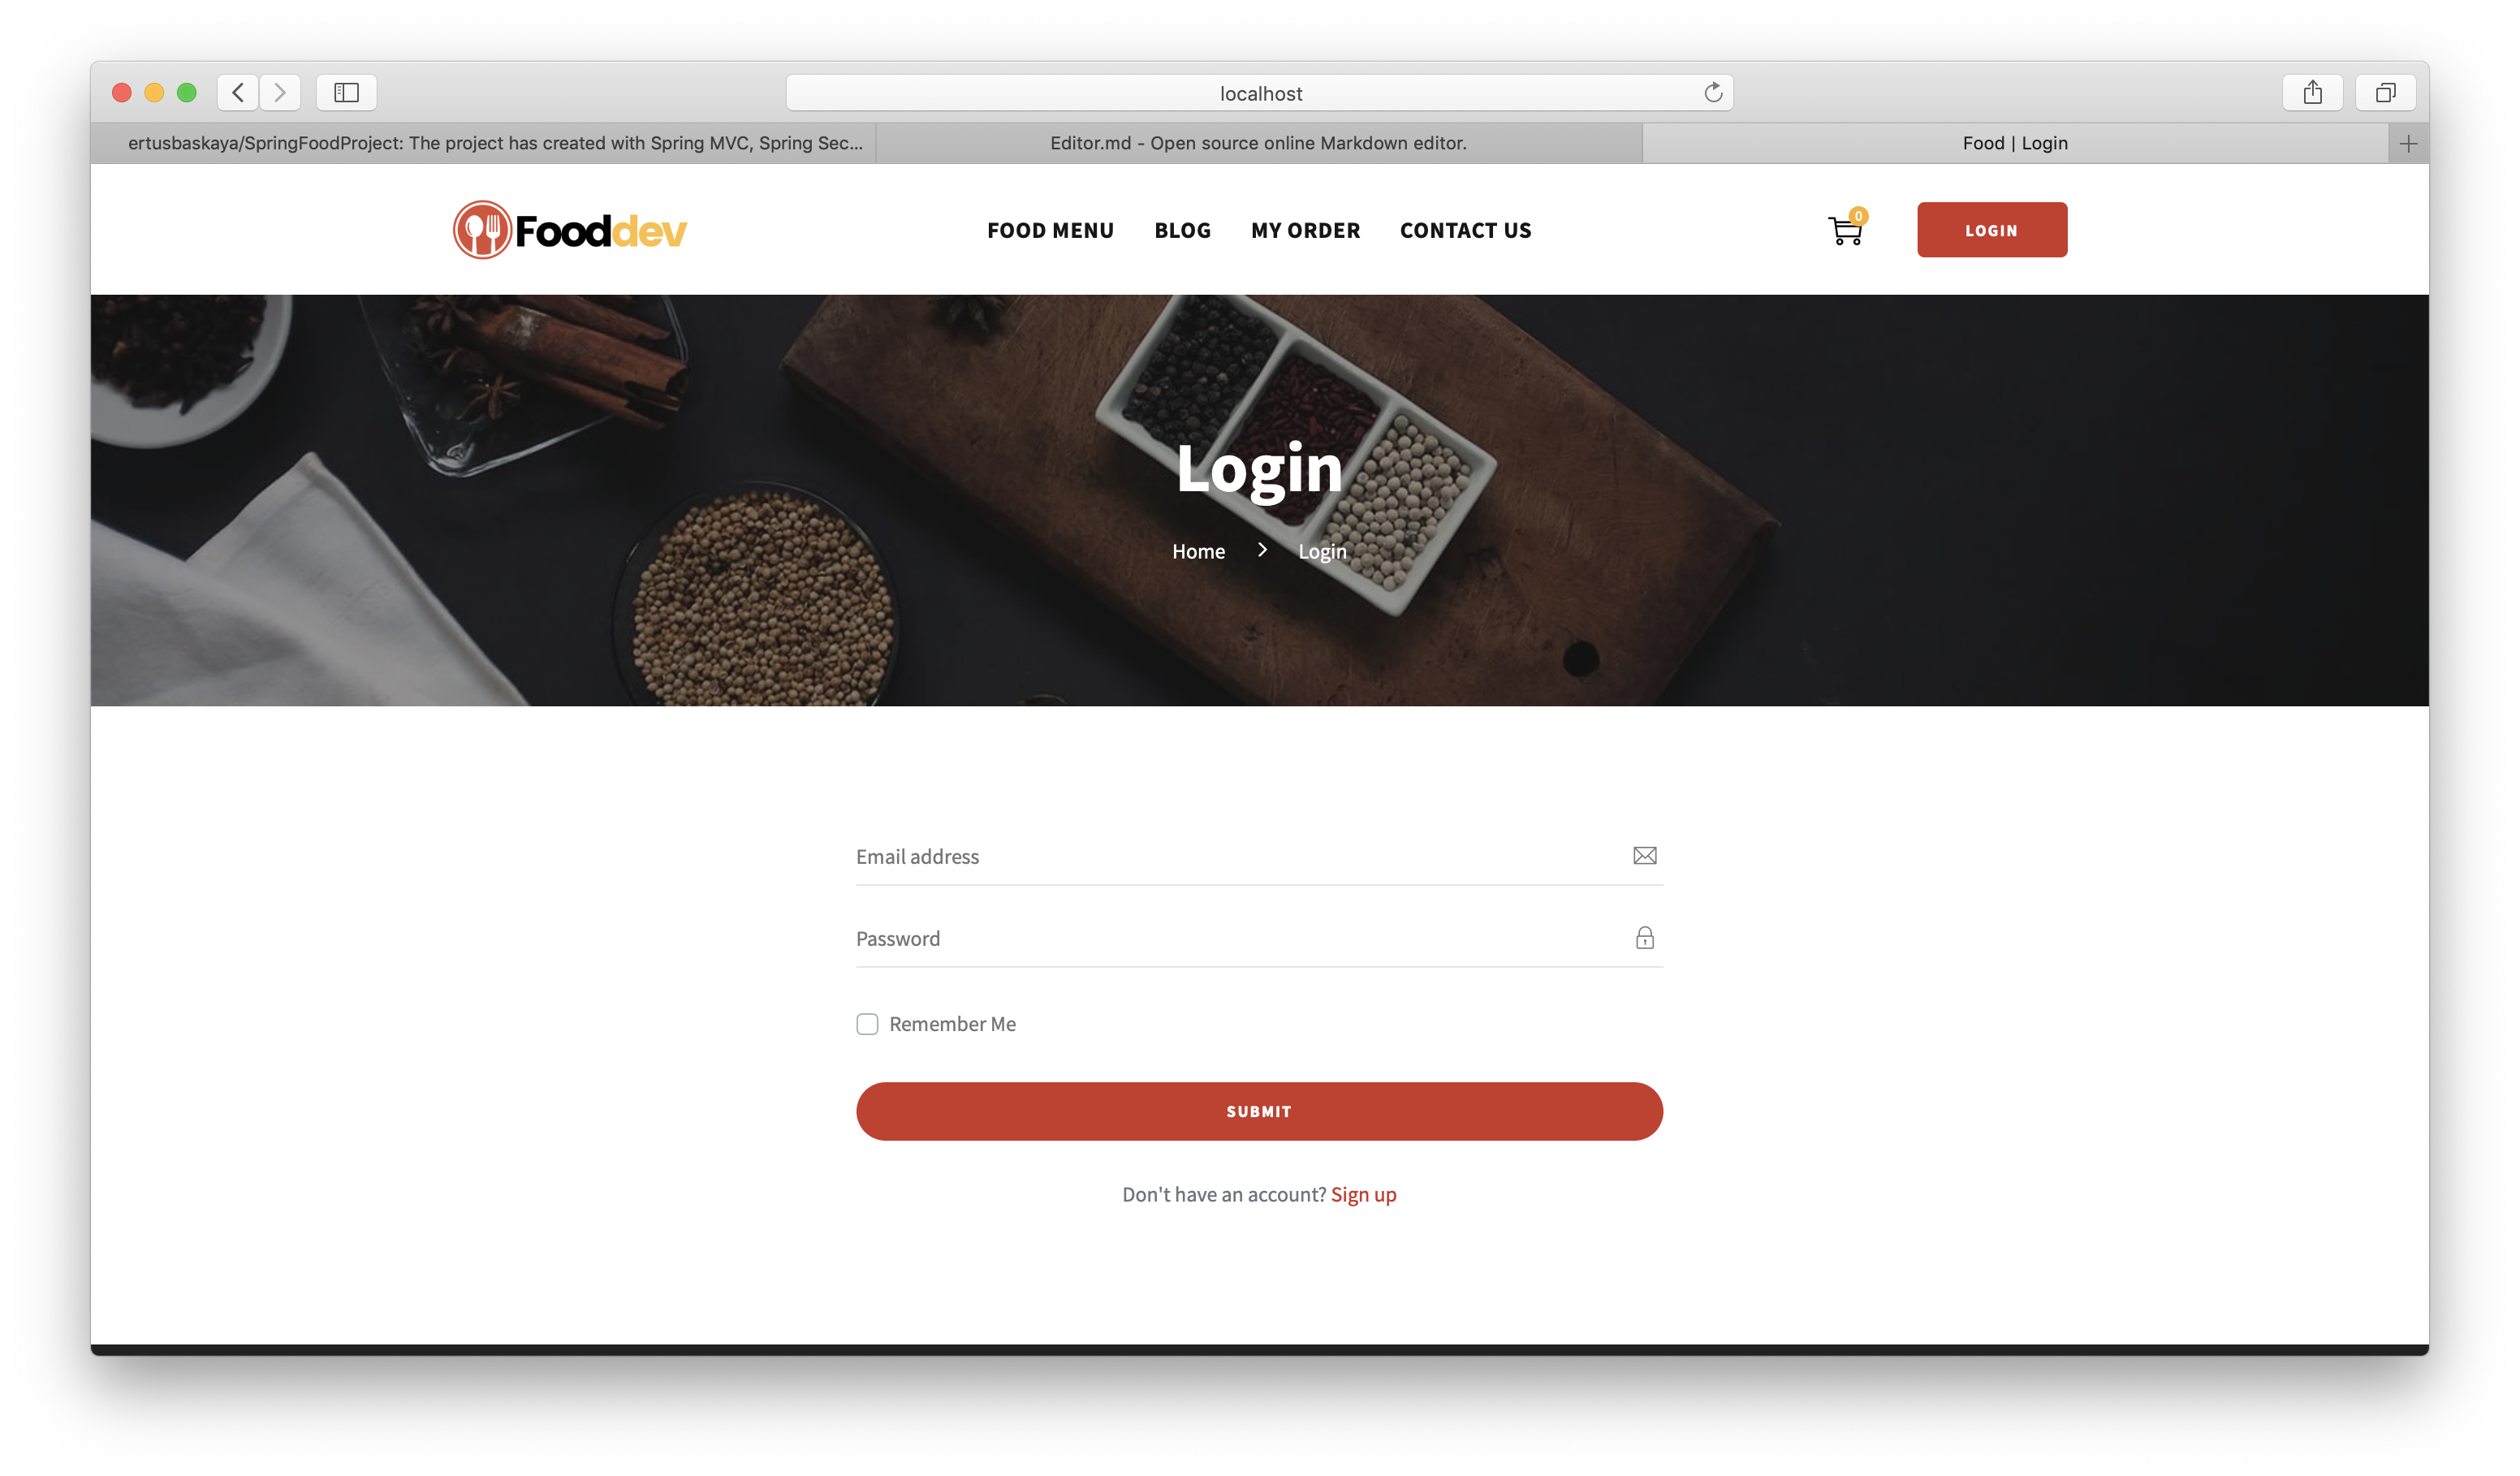 localhost
ertusbaskaya/SpringFoodProject: The project has created with Spring MVC, Spring Sec...
Editor.md - Open source online Markdown editor.
Food | Login
Fooddev
FOOD MENU
BLOG
MY ORDER
CONTACT US
0
LOGIN
Login
Home > Login
Email address
Password
Remember Me
SUBMIT
Don't have an account? Sign up